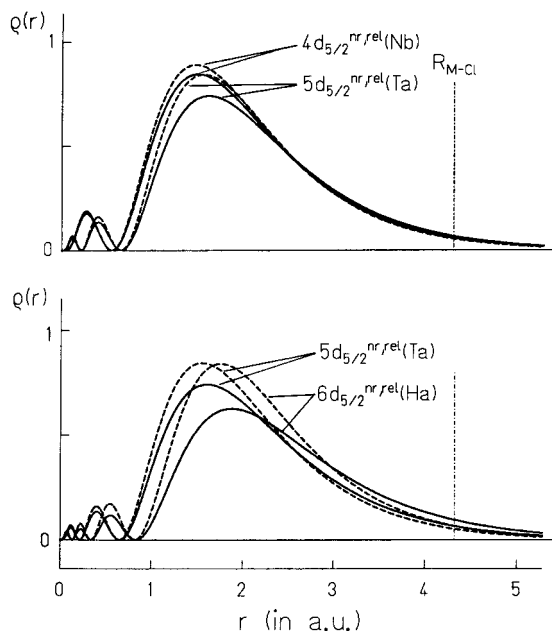 ϱ(r)
1
0
4d₅/₂ⁿʳ,ʳᵉˡ(Nb)
5d₅/₂ⁿʳ,ʳᵉˡ(Ta)
R_M-Cl
ϱ(r)
1
0
5d₅/₂ⁿʳ,ʳᵉˡ(Ta)
6d₅/₂ⁿʳ,ʳᵉˡ(Ha)
0 1 2 3 4 5
r (in a.u.)